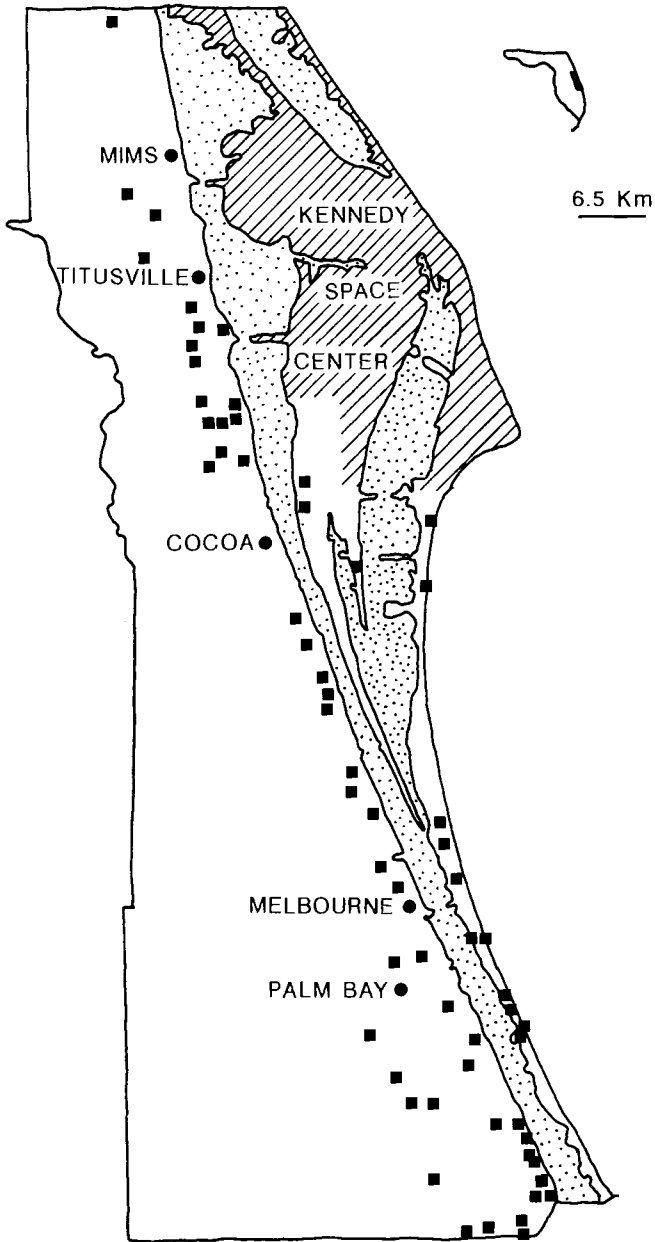 MIMS
KENNEDY
6.5 Km
TITUSVILLE
SPACE
CENTER
COCOA
MELBOURNE
PALM BAY